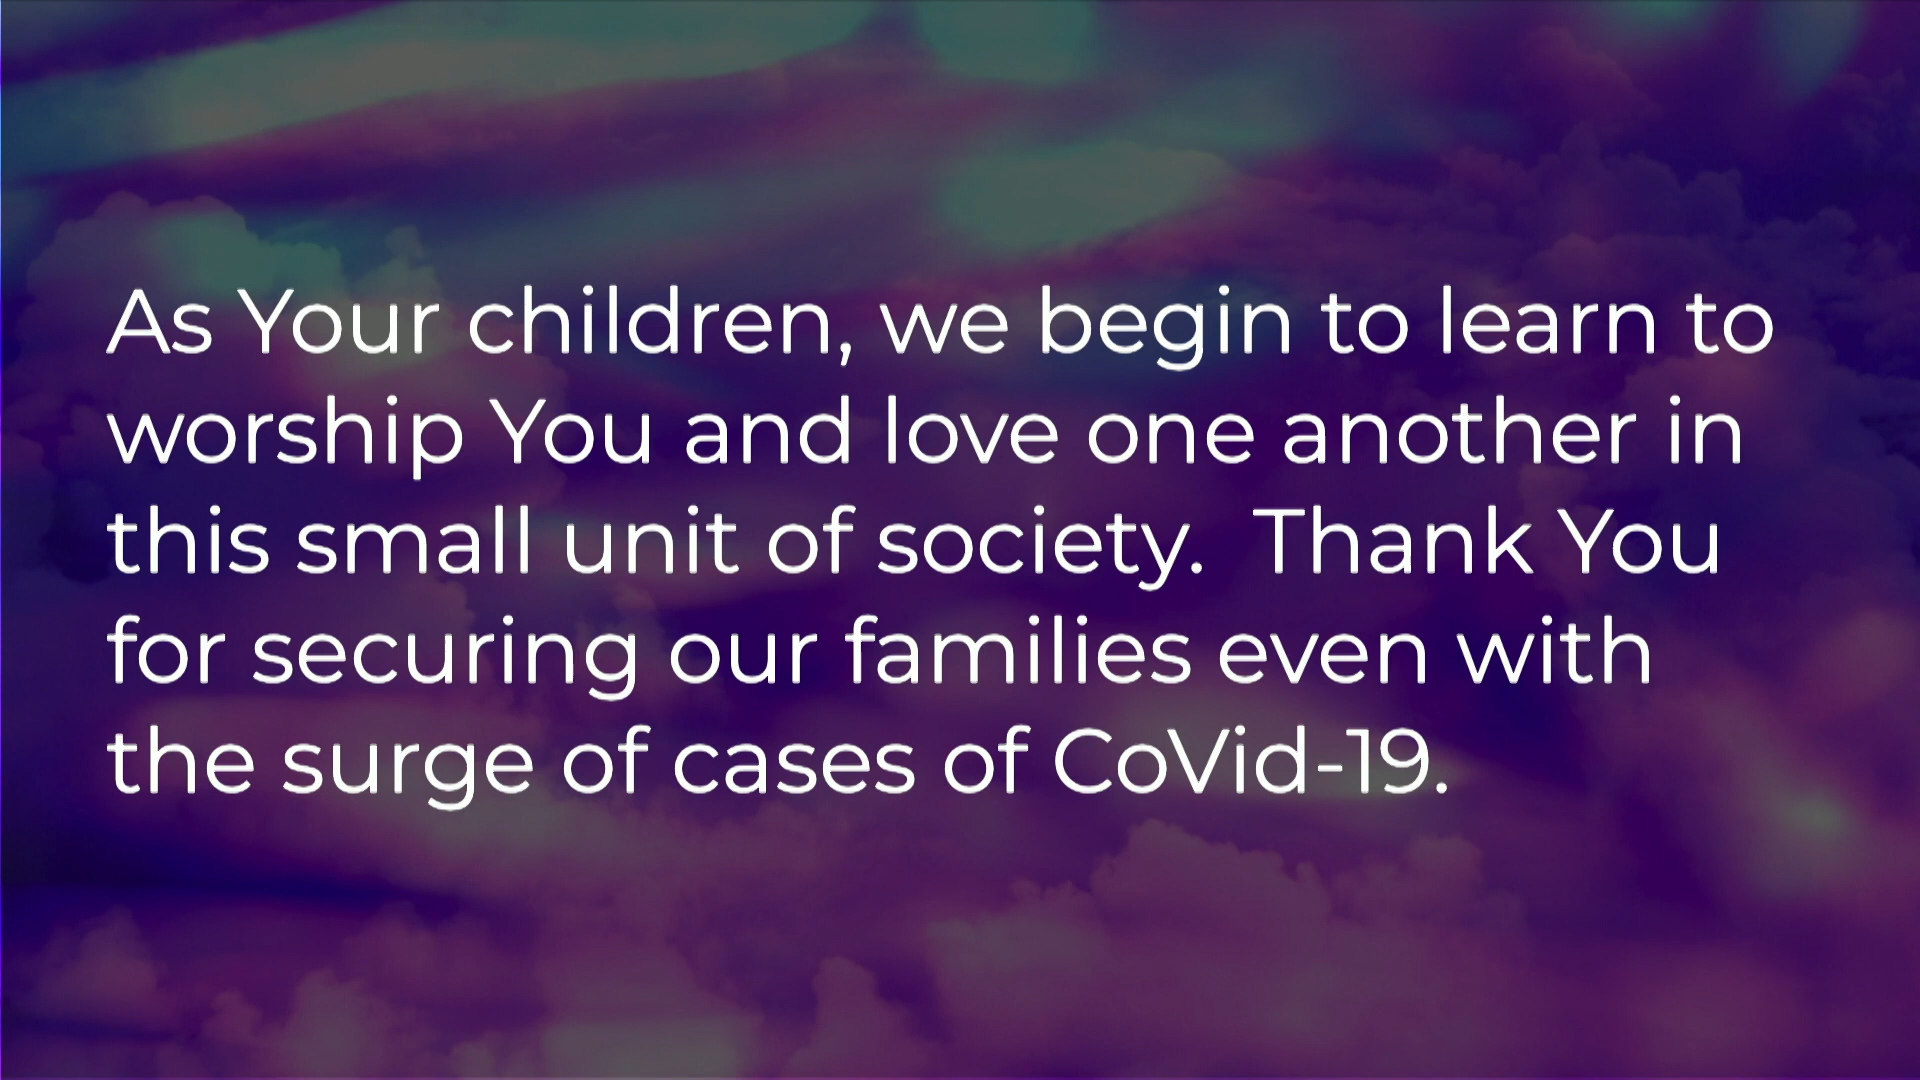 As Your children, we begin to learn to
worship You and love one another in
this small unit of society.  Thank You
for securing our families even with
the surge of cases of CoVid-19.